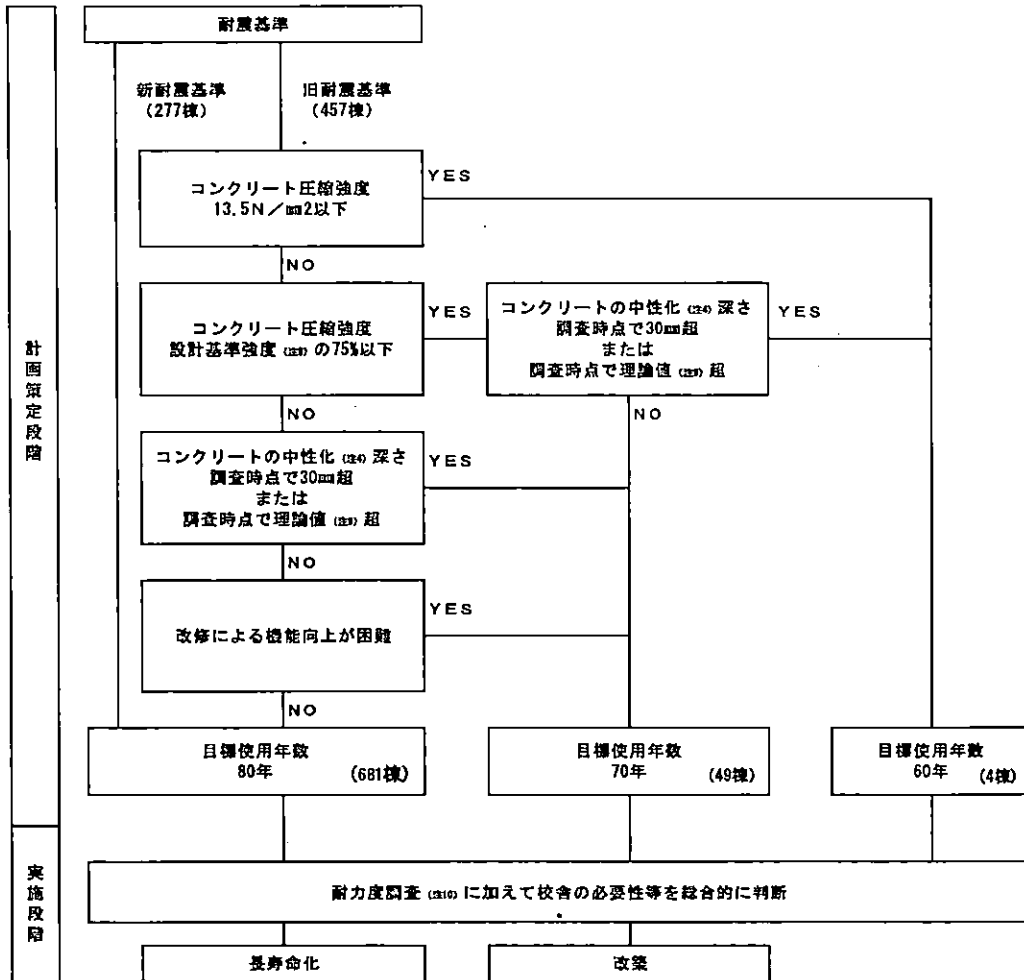 耐震基準
新耐震基準
(277棟)
旧耐震基準
(457棟)
コンクリート圧縮強度
13.5N/mm2以下
YES
NO
コンクリート圧縮強度
設計基準強度の75%以下
YES
コンクリートの中性化(注4)深さ
調査時点で30mm超
または
調査時点で理論値超
YES
NO
NO
コンクリートの中性化(注4)深さ
調査時点で30mm超
または
調査時点で理論値超
YES
NO
改修による機能向上が困難
YES
NO
目標使用年数
80年 (681棟)
目標使用年数
70年 (49棟)
目標使用年数
60年 (4棟)
計画策定段階
実施段階
耐力度調査(注10)に加えて校舎の必要性等を総合的に判断
長寿命化
改築